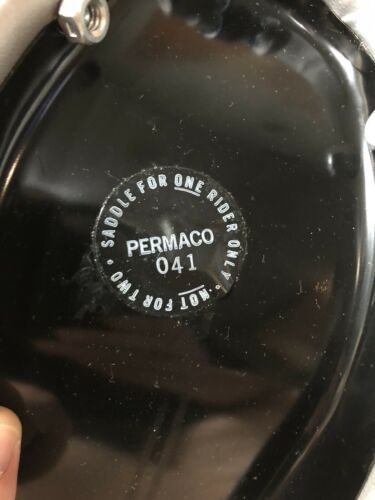 SADDLE FOR ONE RIDER ONLY • NOT FOR TWO •
PERMACO
041